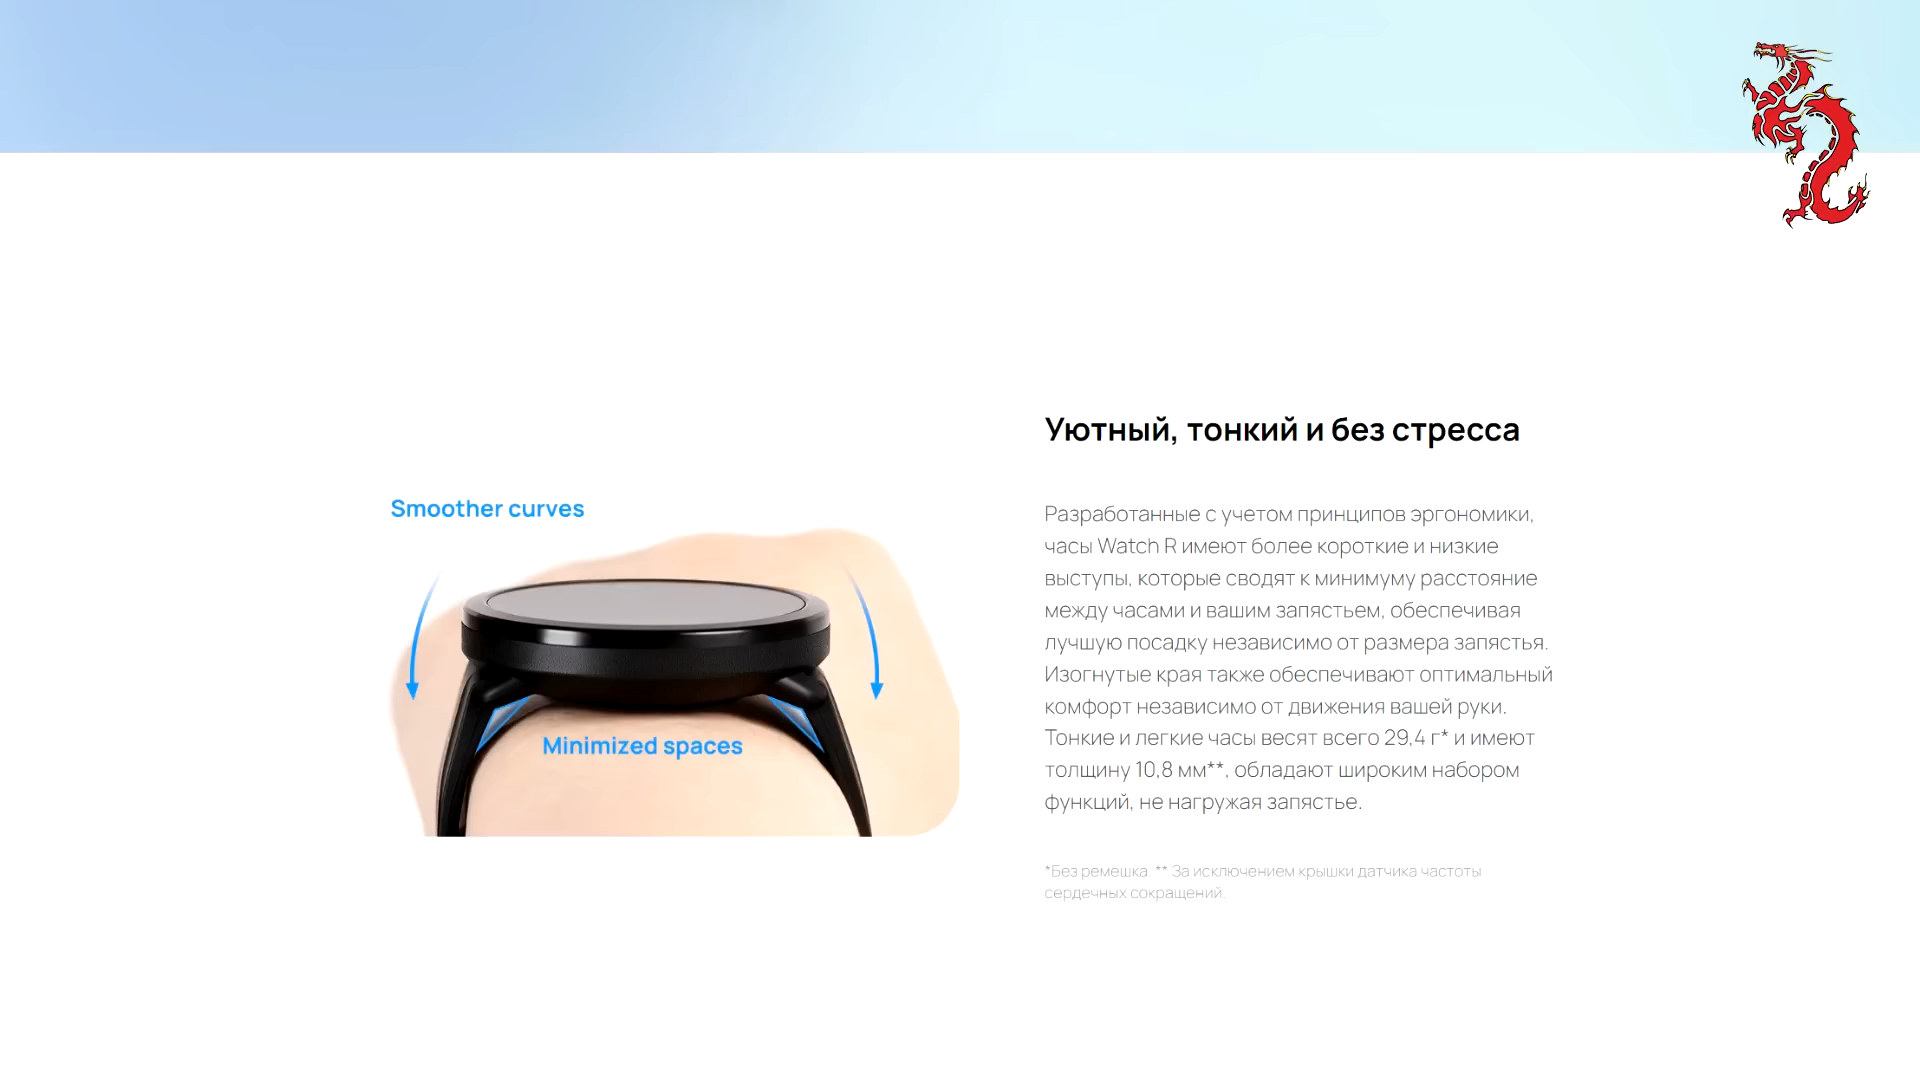 Уютный, тонкий и без стресса
Smoother curves
Minimized spaces
Разработанные с учетом принципов эргономики,
часы Watch R имеют более короткие и низкие
выступы, которые сводят к минимуму расстояние
между часами и вашим запястьем, обеспечивая
лучшую посадку независимо от размера запястья.
Изогнутые края также обеспечивают оптимальный
комфорт независимо от движения вашей руки.
Тонкие и легкие часы весят всего 29,4 г* и имеют
толщину 10,8 мм**, обладают широким набором
функций, не нагружая запястье.
*Без ремешка. ** За исключением крышки датчика частоты
сердечных сокращений.